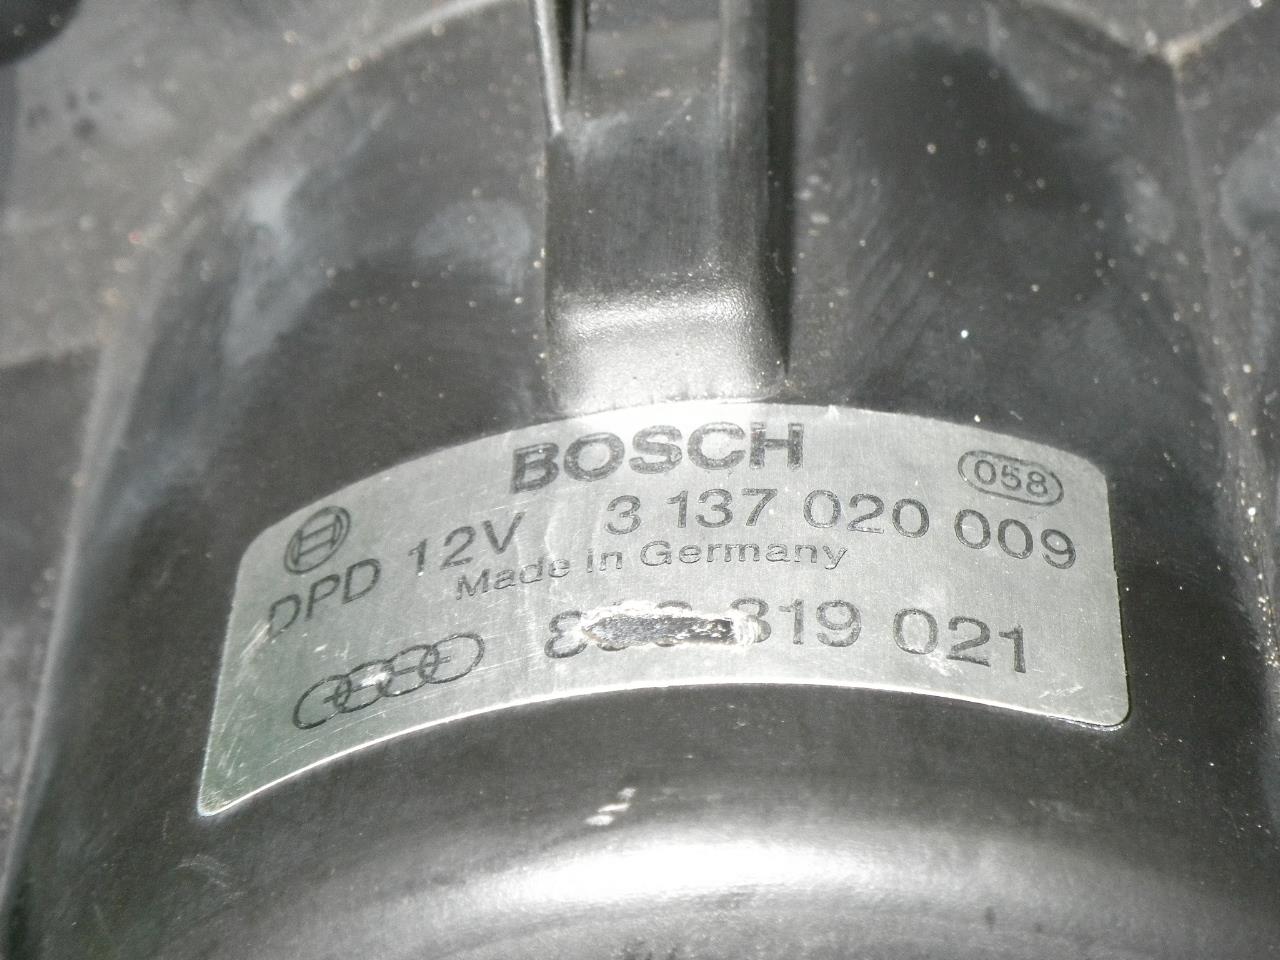 BOSCH
058
DPD 12V 3 137 020 009
Made in Germany
819 021